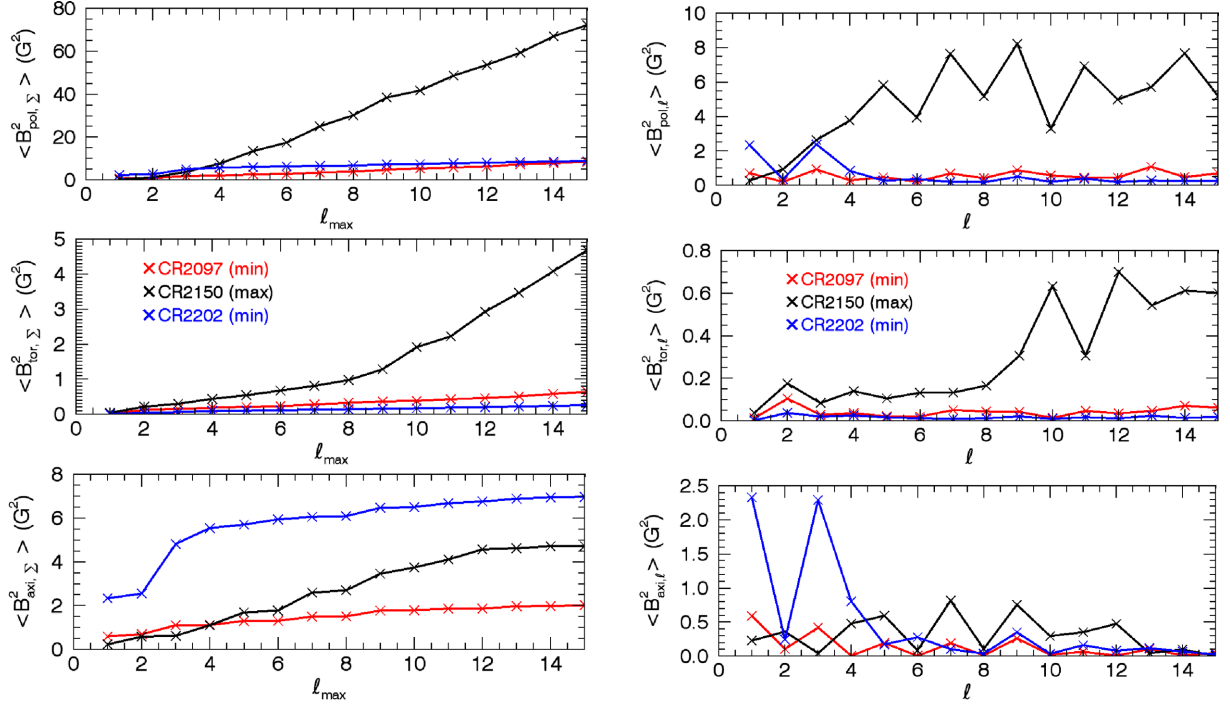 80
60
40
20
0
<B²pol, Σ> (G²)
0 2 4 6 8 10 12 14
ℓmax
10
8
6
4
2
0
<B²pol,ℓ> (G²)
0 2 4 6 8 10 12 14
ℓ
5
4
3
2
1
0
<B²tor, Σ> (G²)
CR2097 (min)
CR2150 (max)
CR2202 (min)
0 2 4 6 8 10 12 14
ℓmax
0.8
0.6
0.4
0.2
0.0
<B²tor,ℓ> (G²)
CR2097 (min)
CR2150 (max)
CR2202 (min)
0 2 4 6 8 10 12 14
ℓ
8
6
4
2
0
<B²axi, Σ> (G²)
0 2 4 6 8 10 12 14
ℓmax
2.5
2.0
1.5
1.0
0.5
0.0
<B²axi,ℓ> (G²)
0 2 4 6 8 10 12 14
ℓ